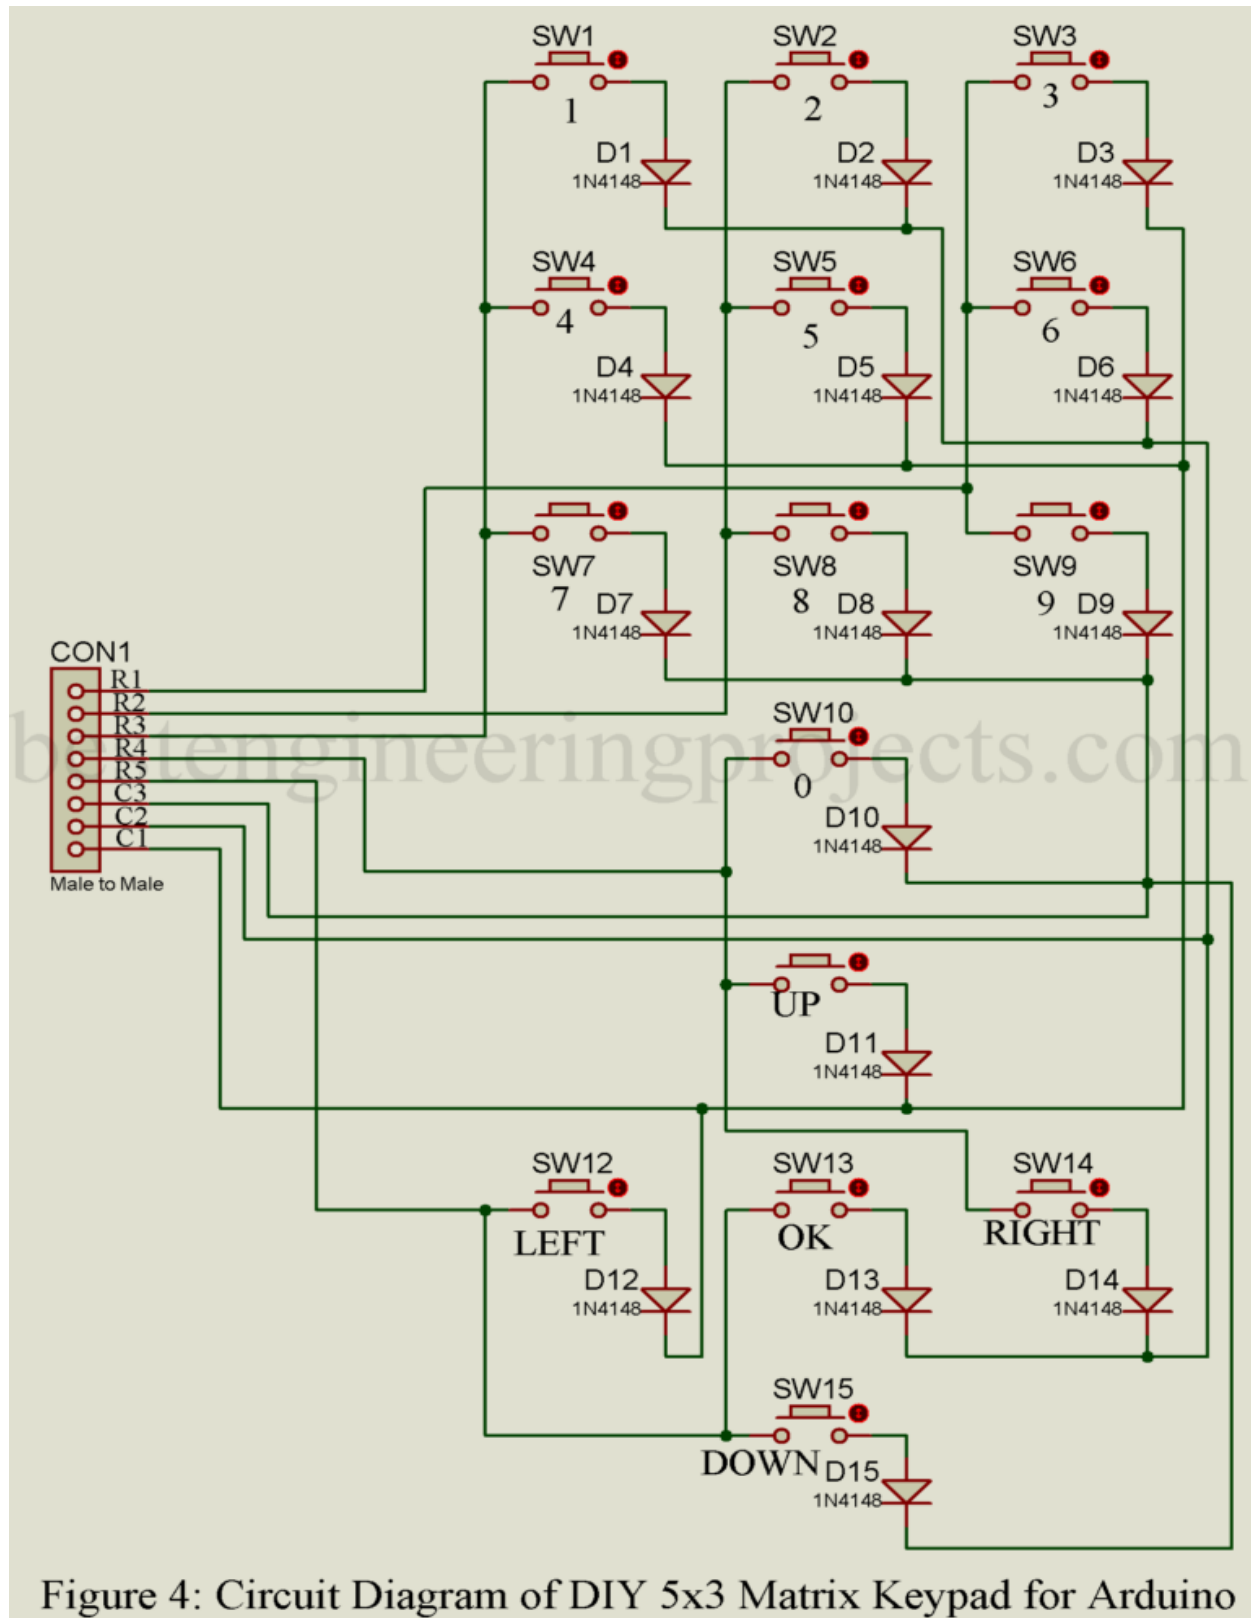 SW1 SW2 SW3
1 2 3
D1 D2 D3
1N4148 1N4148 1N4148
SW4 SW5 SW6
4 5 6
D4 D5 D6
1N4148 1N4148 1N4148
SW7 SW8 SW9
7 D7 8 D8 9 D9
1N4148 1N4148 1N4148
CON1
R1
R2
R3
R4
R5
C3
C2
C1
Male to Male
bestengineeringprojects.com
SW10
0
D10
1N4148
UP
D11
1N4148
SW12 SW13 SW14
LEFT OK RIGHT
D12 D13 D14
1N4148 1N4148 1N4148
SW15
DOWN D15
1N4148
Figure 4: Circuit Diagram of DIY 5x3 Matrix Keypad for Arduino